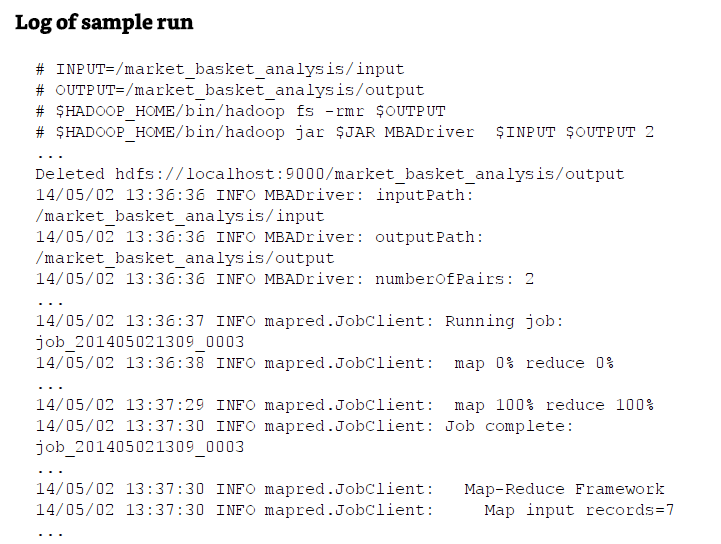 Log of sample run
# INPUT=/market_basket_analysis/input
# OUTPUT=/market_basket_analysis/output
# $HADOOP_HOME/bin/hadoop fs -rmr $OUTPUT
# $HADOOP_HOME/bin/hadoop jar $JAR MBADriver  $INPUT $OUTPUT 2
...
Deleted hdfs://localhost:9000/market_basket_analysis/output
14/05/02 13:36:36 INFO MBADriver: inputPath:
/market_basket_analysis/input
14/05/02 13:36:36 INFO MBADriver: outputPath:
/market_basket_analysis/output
14/05/02 13:36:36 INFO MBADriver: numberOfPairs: 2
...
14/05/02 13:36:37 INFO mapred.JobClient: Running job:
job_201405021309_0003
14/05/02 13:36:38 INFO mapred.JobClient:  map 0% reduce 0%
...
14/05/02 13:37:29 INFO mapred.JobClient:  map 100% reduce 100%
14/05/02 13:37:30 INFO mapred.JobClient: Job complete:
job_201405021309_0003
...
14/05/02 13:37:30 INFO mapred.JobClient:   Map-Reduce Framework
14/05/02 13:37:30 INFO mapred.JobClient:     Map input records=7
...